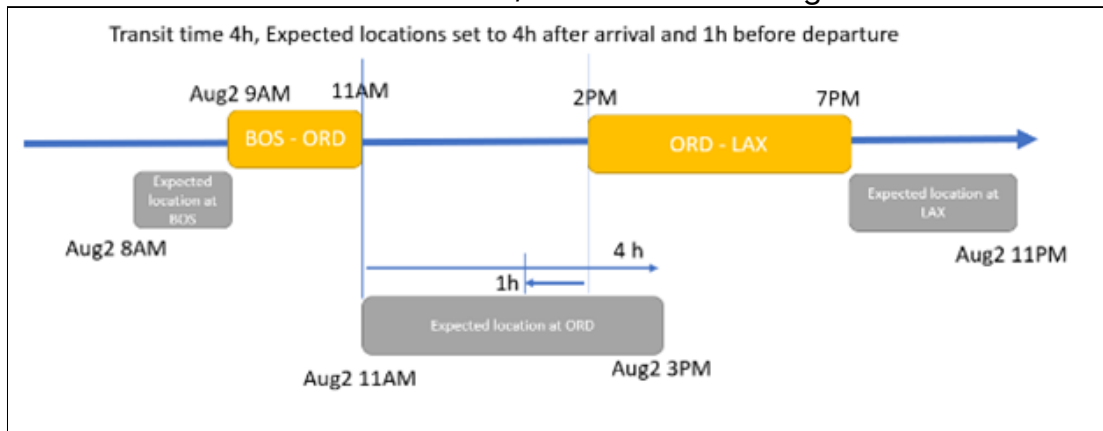 Transit time 4h, Expected locations set to 4h after arrival and 1h before departure
Aug2 9AM
11AM
2PM
7PM
BOS - ORD
ORD - LAX
Expected
location at
BOS
Expected location at
LAX
Aug2 8AM
Aug2 11PM
4 h
1h
Expected location at ORD
Aug2 11AM
Aug2 3PM